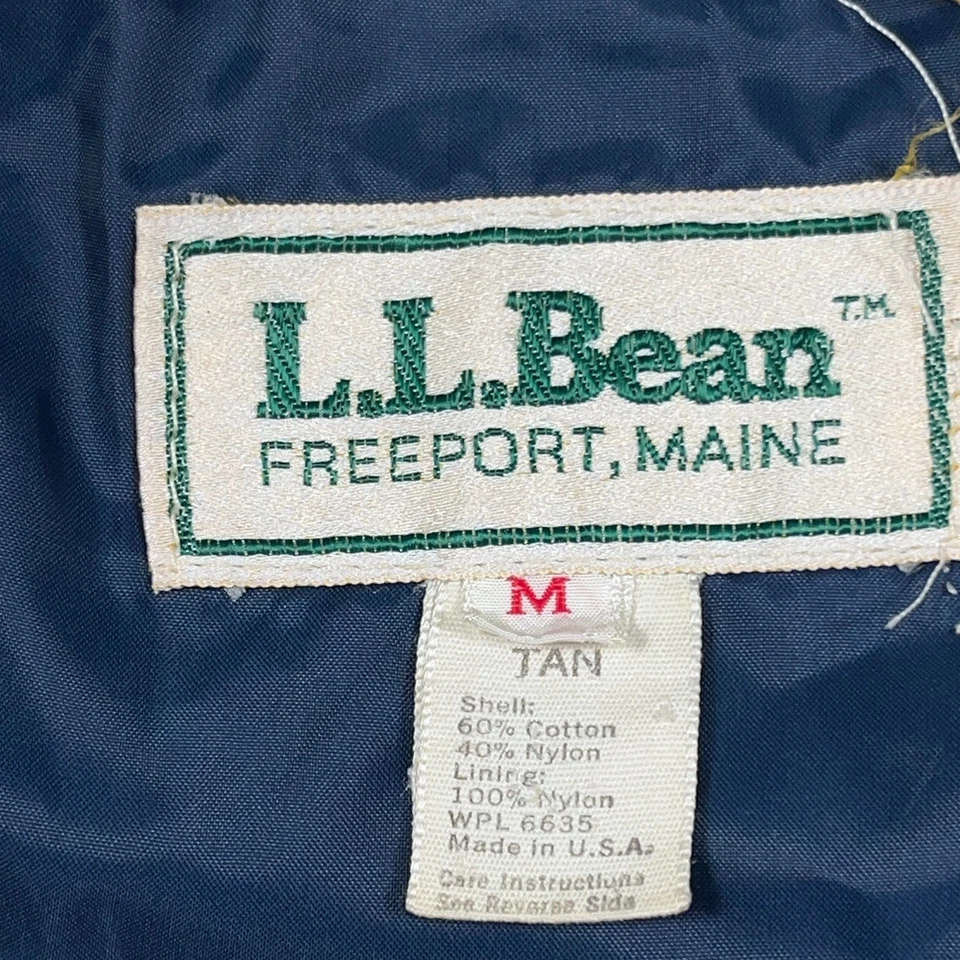 L.L.Bean T.M.
FREEPORT, MAINE
M
TAN
Shell:
60% Cotton
40% Nylon
Lining:
100% Nylon
WPL 6635
Made in U.S.A.
Care Instructions
See Reverse Side